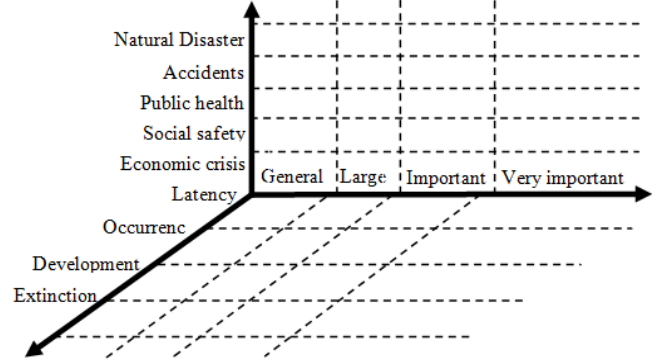 Natural Disaster
Accidents
Public health
Social safety
Economic crisis
General Large Important Very important
Latency
Occurrenc
Development
Extinction